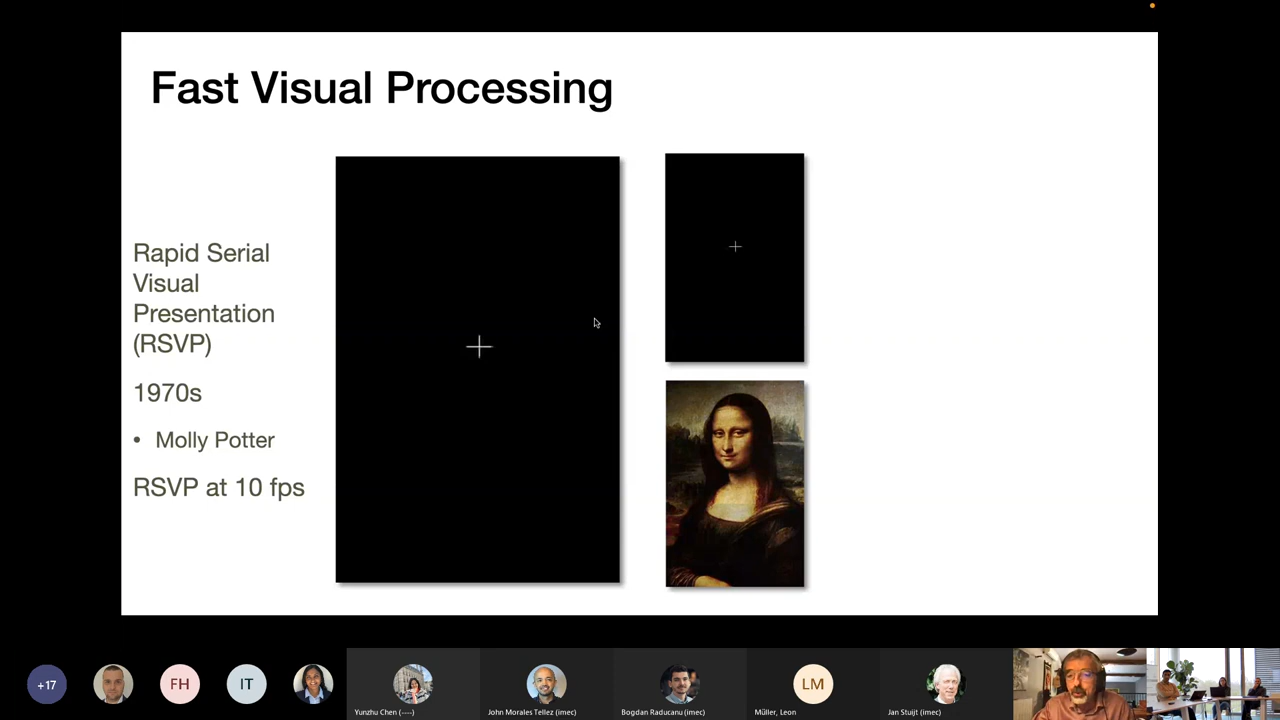 Fast Visual Processing
Rapid Serial
Visual
Presentation
(RSVP)
1970s
• Molly Potter
RSVP at 10 fps
+17
FH
IT
LM
Yunzhu Chen (----)
John Morales Tellez (imec)
Bogdan Raducanu (imec)
Müller, Leon
Jan Stuijt (imec)